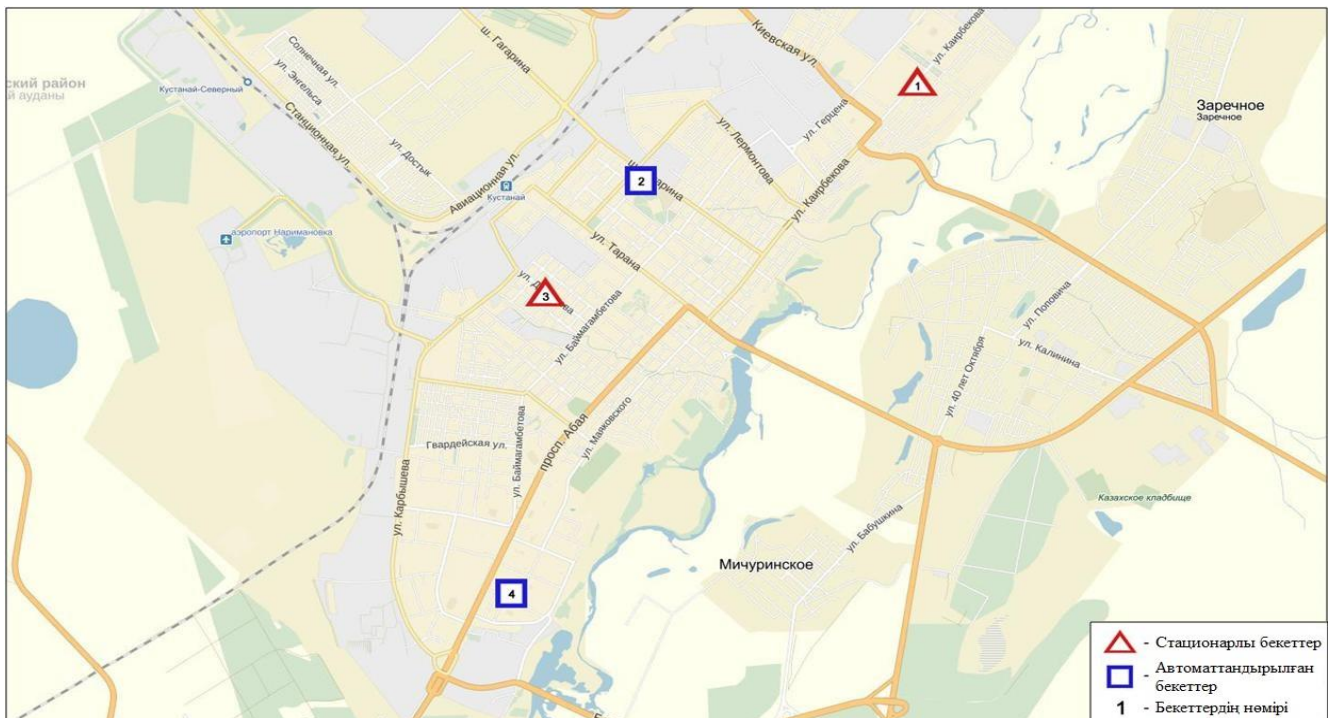 Киевская ул.
ул. Каирбекова
1
ш. Гагарина
Солнечная ул.
ул. Энгельса
ский район
й ауданы
Кустанай-Северный
Станционная ул.
ул. Достык
Авиационная ул.
Кустанай
ул. Лермонтова
ул. Герцена
Заречное
Заречное
2
ул. Каирбекова
аэропорт Наримановка
ул. Тарана
3
ул. Баймагамбетова
ул. Поповича
ул. Калинина
ул. 40 лет Октября
просп. Абая
ул. Маяковского
Гвардейская ул.
ул. Баймагамбетова
ул. Карбышева
Казахское кладбище
ул. Бабушкина
Мичуринское
4
- Стационарлы бекеттер
- Автоматтандырылған
бекеттер
1 - Бекеттердің нөмірі